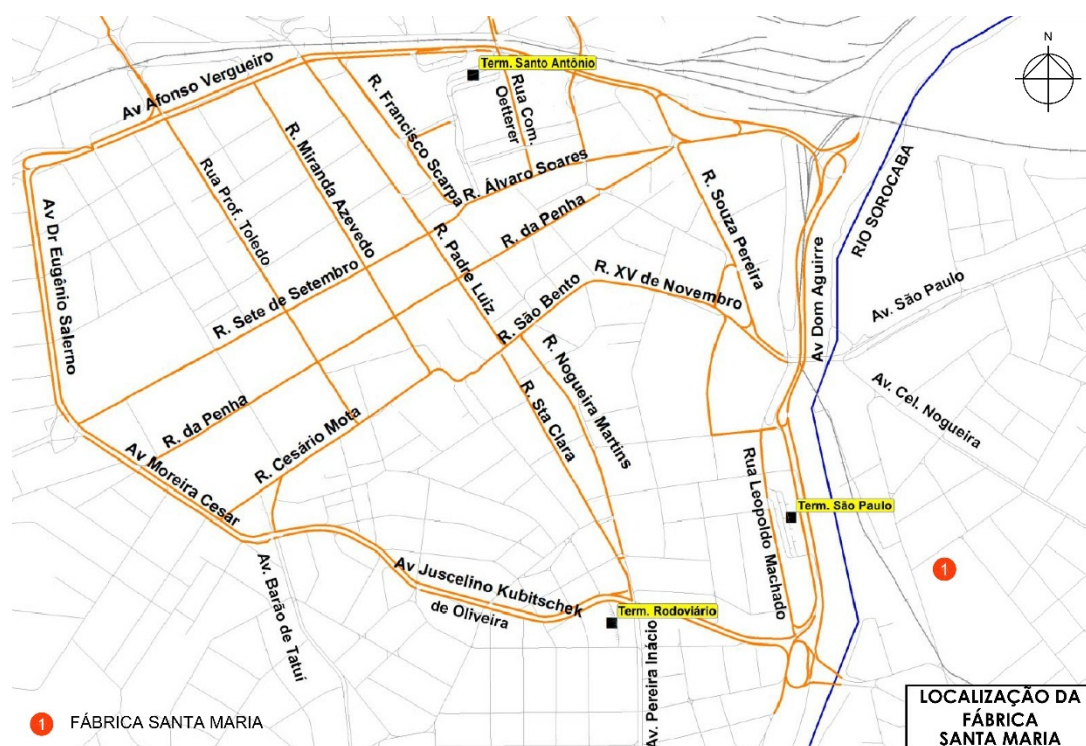 N
Term. Santo Antônio
Av Afonso Vergueiro
R. Francisco Scarpa
Rua Com.
Oetterer
R. Miranda Azevedo
R. Álvaro Soares
Rua Prof. Toledo
R. Souza Pereira
RIO SOROCABA
Av Dr Eugênio Salerno
R. da Penha
R. Padre Luiz
R. Sete de Setembro
R. XV de Novembro
Av Dom Aguirre
Av. São Paulo
R. São Bento
R. Nogueira Martins
Av. Cel. Nogueira
R. Sta Clara
R. da Penha
R. Cesário Mota
Av Moreira Cesar
Rua Leopoldo Machado
Term. São Paulo
1
Av Juscelino Kubitschek
de Oliveira
Term. Rodoviário
Av. Barão de Tatuí
Av. Pereira Inácio
1 FÁBRICA SANTA MARIA
LOCALIZAÇÃO DA
FÁBRICA
SANTA MARIA